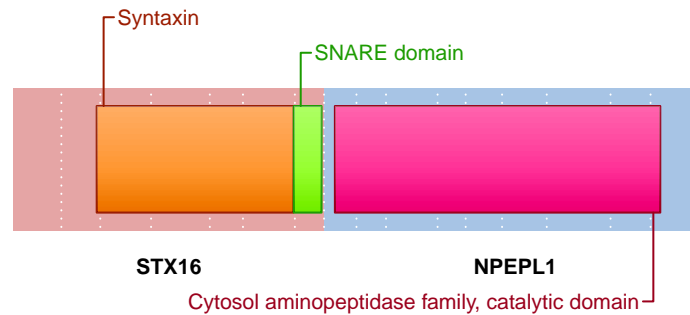 Syntaxin
SNARE domain
STX16
NPEPL1
Cytosol aminopeptidase family, catalytic domain